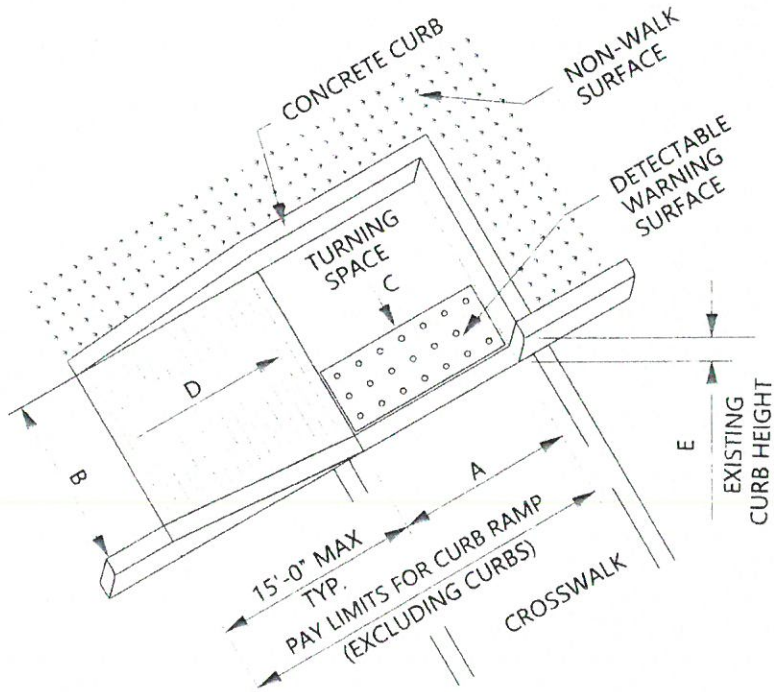 CONCRETE CURB
NON-WALK
SURFACE
DETECTABLE
WARNING
SURFACE
TURNING
SPACE
C
D
B
A
E
EXISTING
CURB HEIGHT
15'-0" MAX
TYP.
PAY LIMITS FOR CURB RAMP
(EXCLUDING CURBS)
CROSSWALK